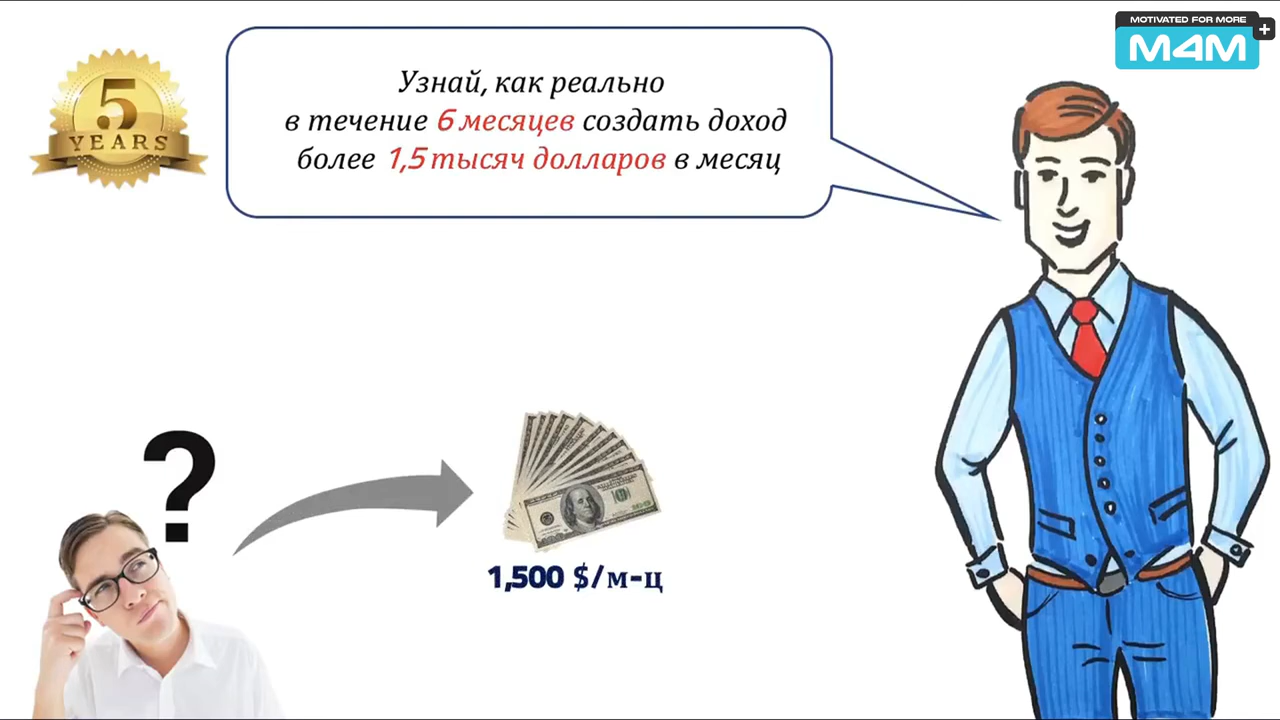 MOTIVATED FOR MORE
M4M
+
5
YEARS
Узнай, как реально
в течение 6 месяцев создать доход
более 1,5 тысяч долларов в месяц
?
1,500 $/м-ц